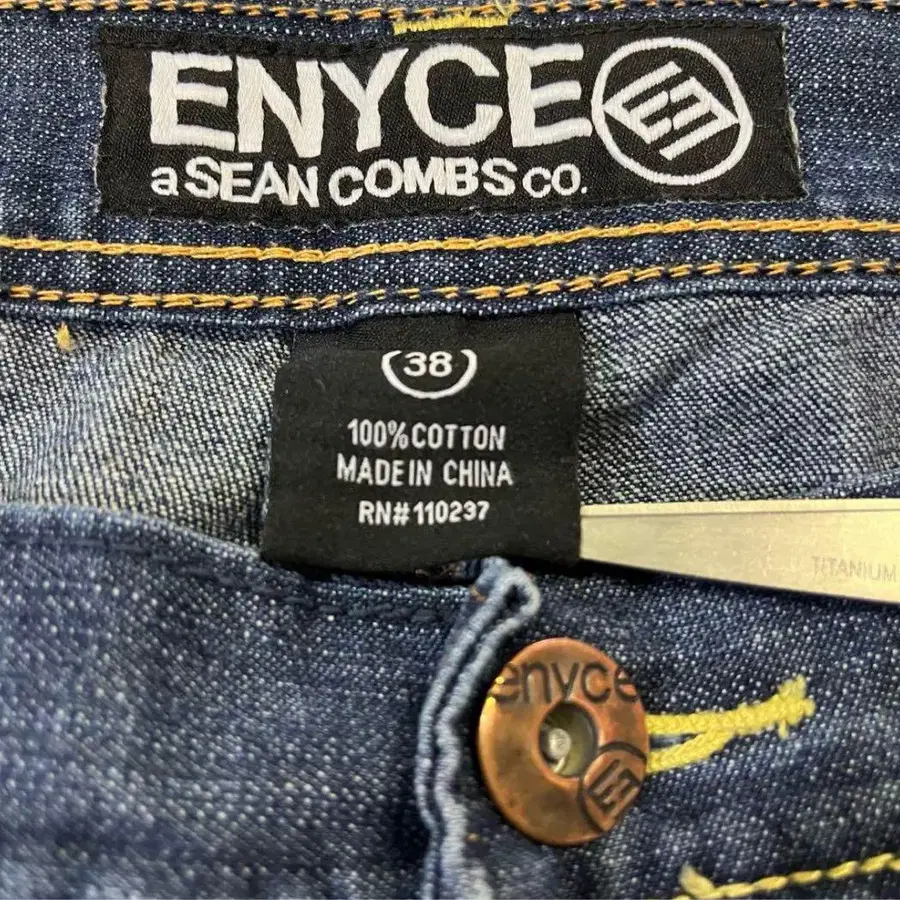 ENYCE
a SEAN COMBS CO.
38
100% COTTON
MADE IN CHINA
RN# 110237
TITANIUM
enyce